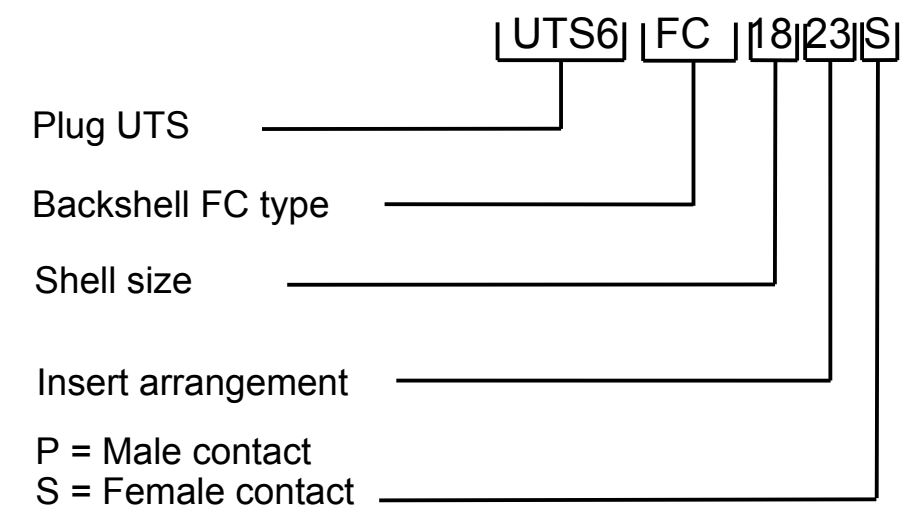 UTS6 FC 18 23 S
Plug UTS
Backshell FC type
Shell size
Insert arrangement
P = Male contact
S = Female contact